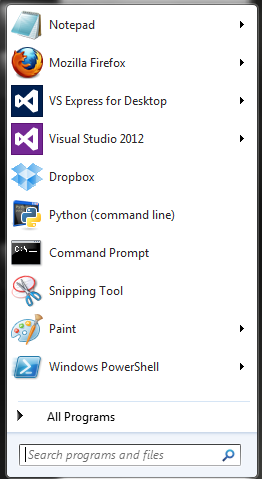 Notepad
Mozilla Firefox
VS Express for Desktop
Visual Studio 2012
Dropbox
Python (command line)
C:\_
Command Prompt
Snipping Tool
Paint
Windows PowerShell
All Programs
Search programs and files